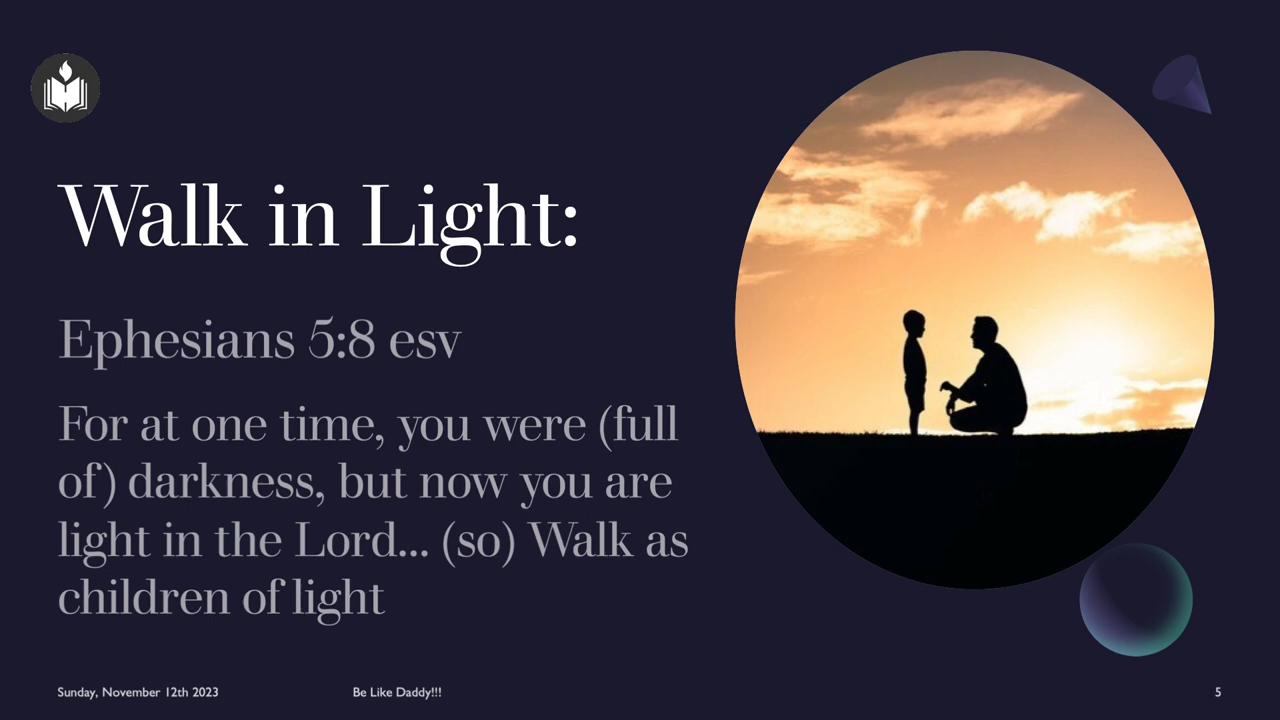 Walk in Light:
Ephesians 5:8 esv
For at one time, you were (full
of) darkness, but now you are
light in the Lord... (so) Walk as
children of light
Sunday, November 12th 2023
Be Like Daddy!!!
5